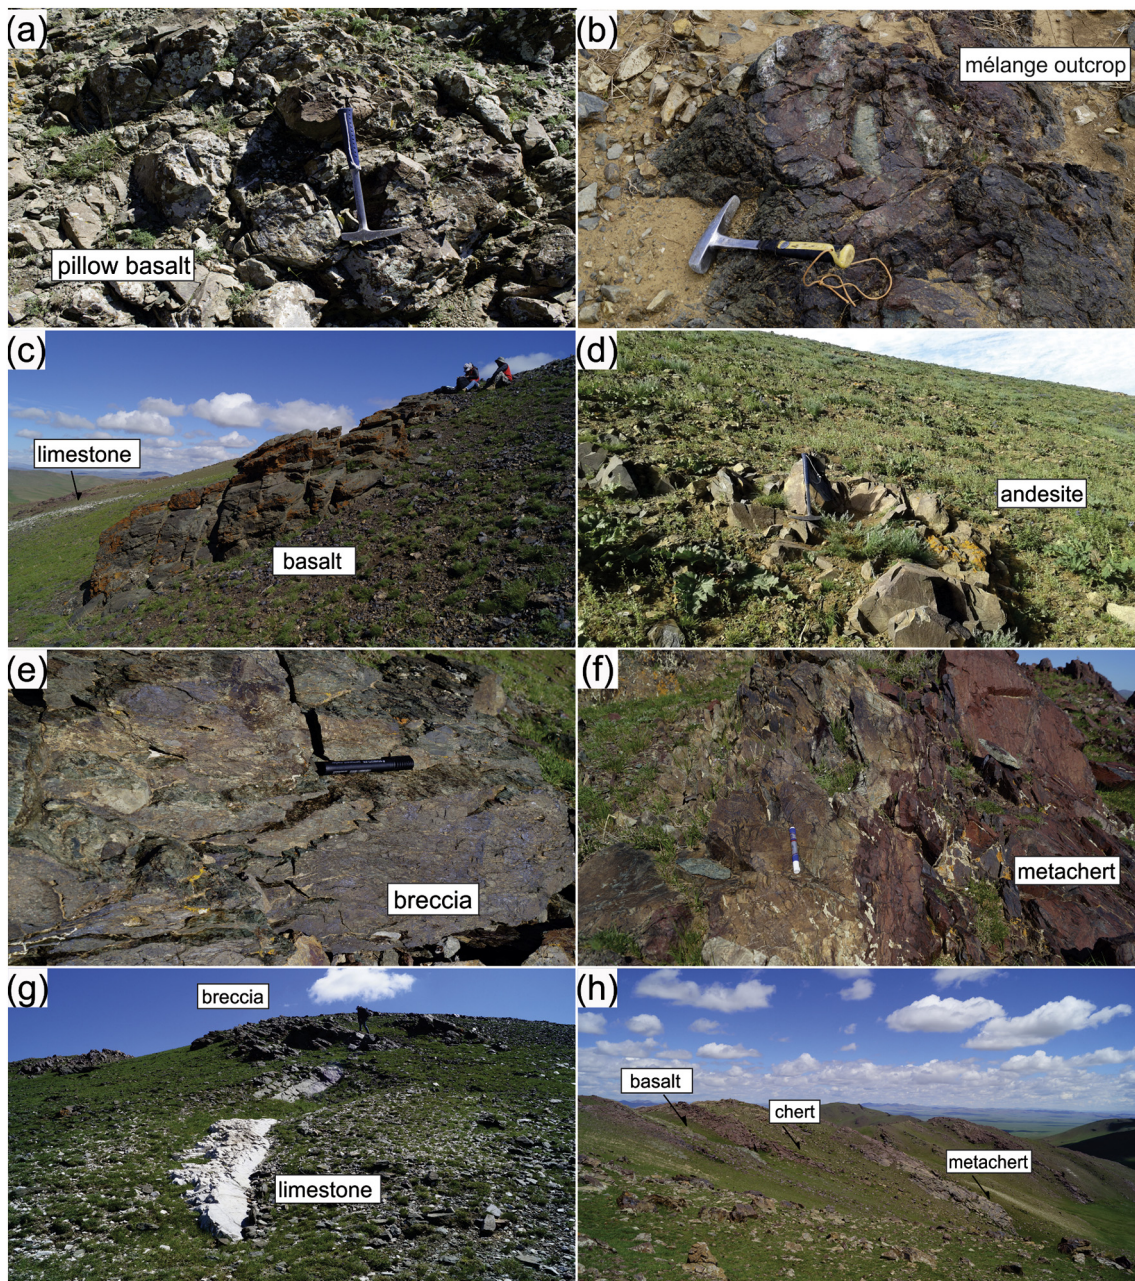 (a)
pillow basalt
(b)
mélange outcrop
(c)
limestone
basalt
(d)
andesite
(e)
breccia
(f)
metachert
(g)
breccia
limestone
(h)
basalt
chert
metachert